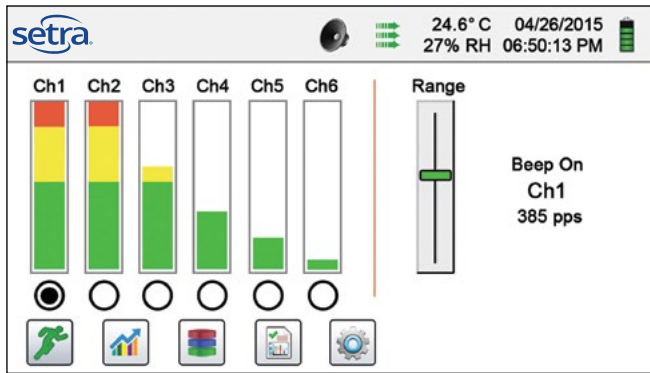 setra
24.6° C 04/26/2015
27% RH 06:50:13 PM
Ch1 Ch2 Ch3 Ch4 Ch5 Ch6 Range
Beep On
Ch1
385 pps